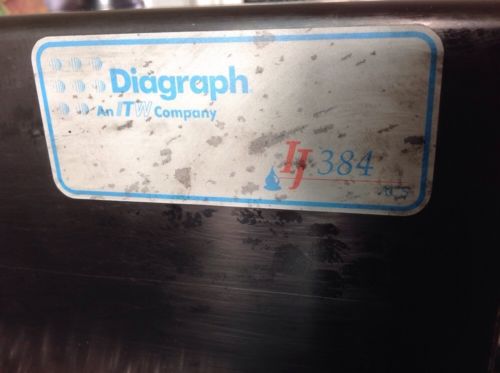 Diagraph
An ITW Company
IJ 384